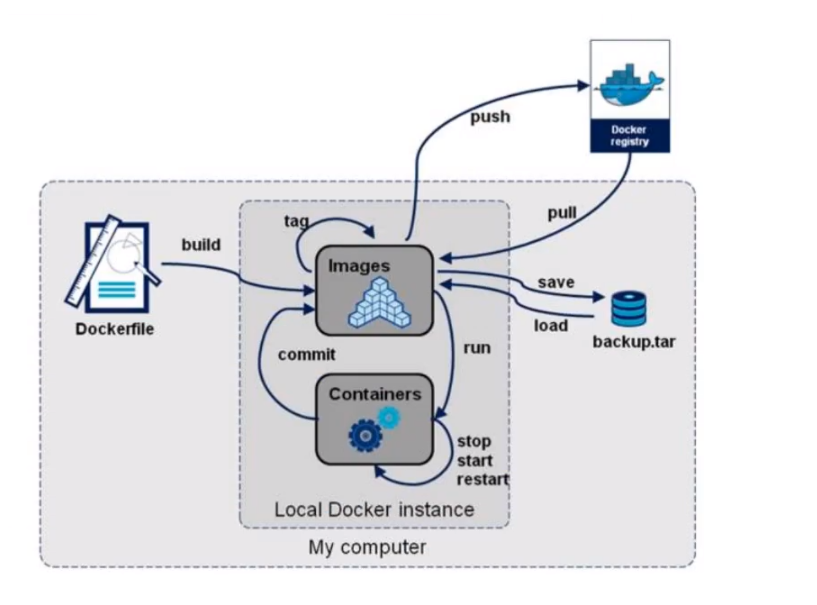 Docker
registry
push
pull
tag
build
Images
save
Dockerfile
load
backup.tar
commit
run
Containers
stop
start
restart
Local Docker instance
My computer